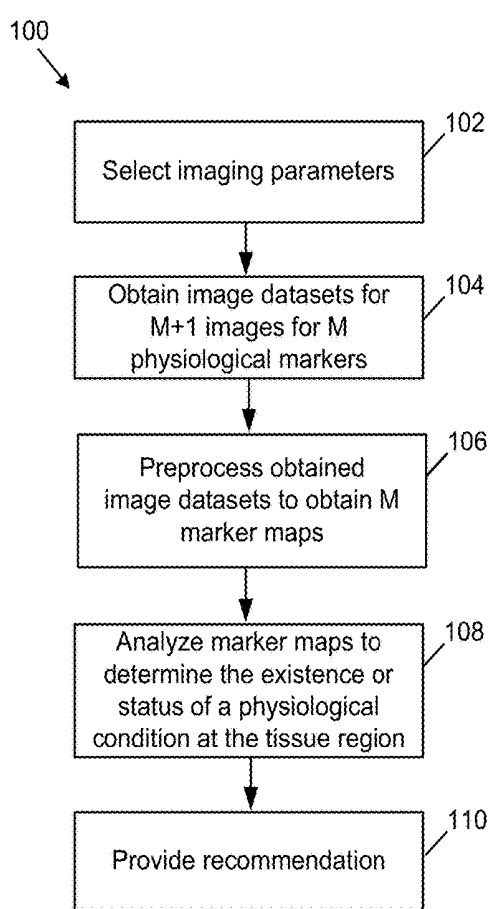 100
102
Select imaging parameters
104
Obtain image datasets for
M+1 images for M
physiological markers
106
Preprocess obtained
image datasets to obtain M
marker maps
108
Analyze marker maps to
determine the existence or
status of a physiological
condition at the tissue region
110
Provide recommendation